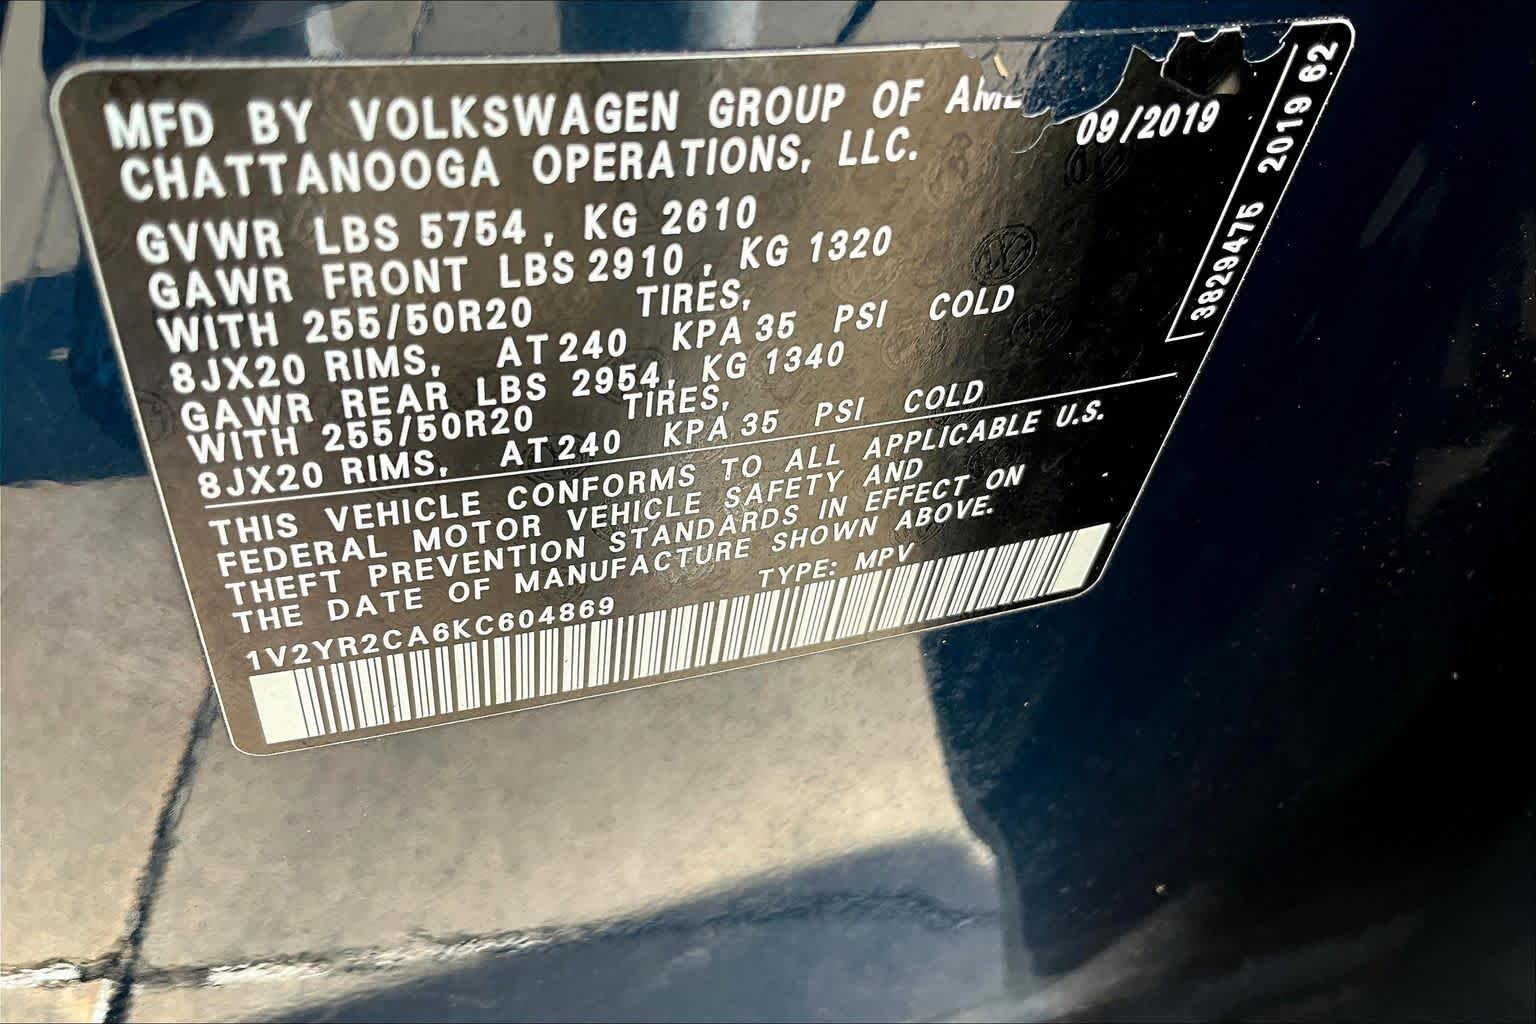 MFD BY VOLKSWAGEN GROUP OF AME
CHATTANOOGA OPERATIONS, LLC.
09/2019
GVWR LBS 5754 , KG 2610
GAWR FRONT LBS 2910 , KG 1320
WITH 255/50R20 TIRES,
8JX20 RIMS, AT 240 KPA 35 PSI COLD
GAWR REAR LBS 2954, KG 1340
WITH 255/50R20 TIRES,
8JX20 RIMS, AT 240 KPA 35 PSI COLD
THIS VEHICLE CONFORMS TO ALL APPLICABLE U.S.
FEDERAL MOTOR VEHICLE SAFETY AND
THEFT PREVENTION STANDARDS IN EFFECT ON
THE DATE OF MANUFACTURE SHOWN ABOVE.
1V2YR2CA6KC604869 TYPE: MPV
3829475 2019 62